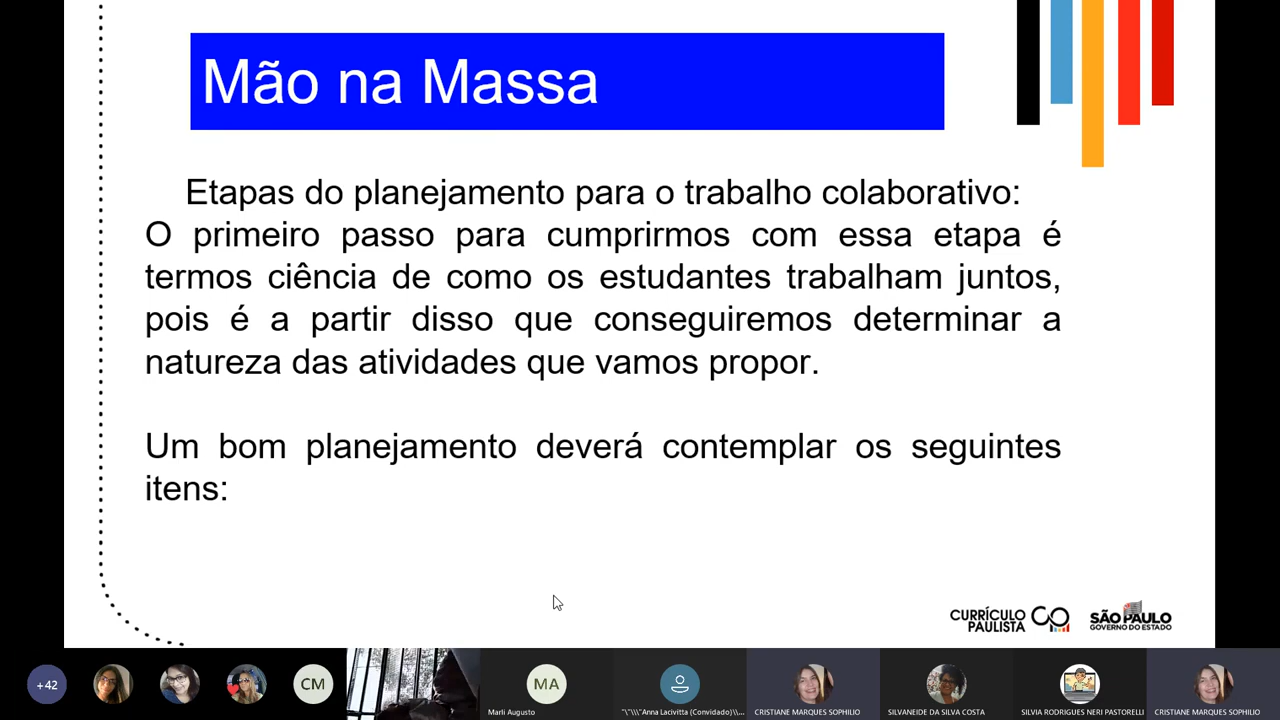 Mão na Massa
Etapas do planejamento para o trabalho colaborativo:
O primeiro passo para cumprirmos com essa etapa é
termos ciência de como os estudantes trabalham juntos,
pois é a partir disso que conseguiremos determinar a
natureza das atividades que vamos propor.
Um bom planejamento deverá contemplar os seguintes
itens:
CURRÍCULO
PAULISTA
SÃO PAULO
GOVERNO DO ESTADO
+42
CM
MA
Marli Augusto
"\"\\\"Anna Lacivitta (Convidado)\\...
CRISTIANE MARQUES SOPHILIO
SILVANEIDE DA SILVA COSTA
SILVIA RODRIGUES NERI PASTORELLI
CRISTIANE MARQUES SOPHILIO